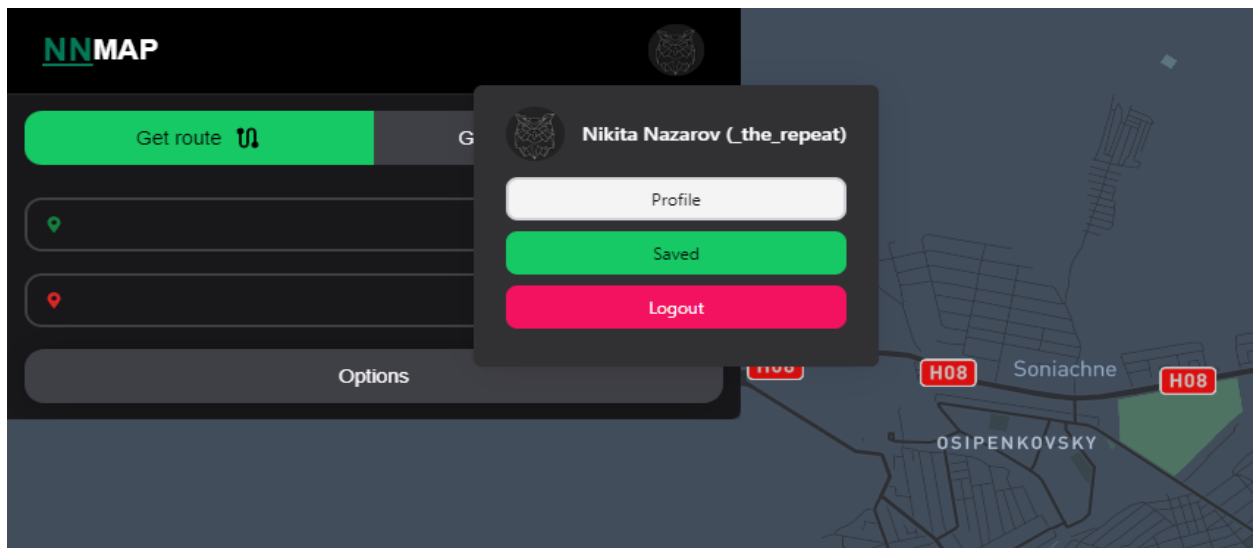 NNMAP
Get route
G
Nikita Nazarov (_the_repeat)
Profile
Saved
Logout
Options
H08
H08
Soniachne
H08
OSIPENKOVSKY